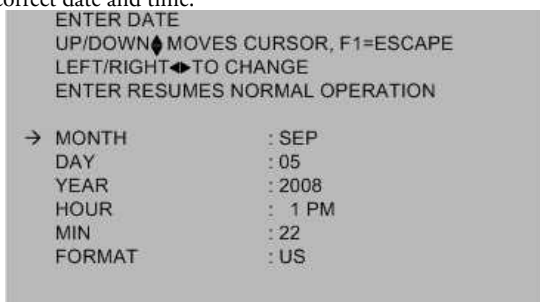 correct date and time.
ENTER DATE
UP/DOWN♦ MOVES CURSOR, F1=ESCAPE
LEFT/RIGHT◂▸TO CHANGE
ENTER RESUMES NORMAL OPERATION
→ MONTH : SEP
DAY : 05
YEAR : 2008
HOUR : 1 PM
MIN : 22
FORMAT : US